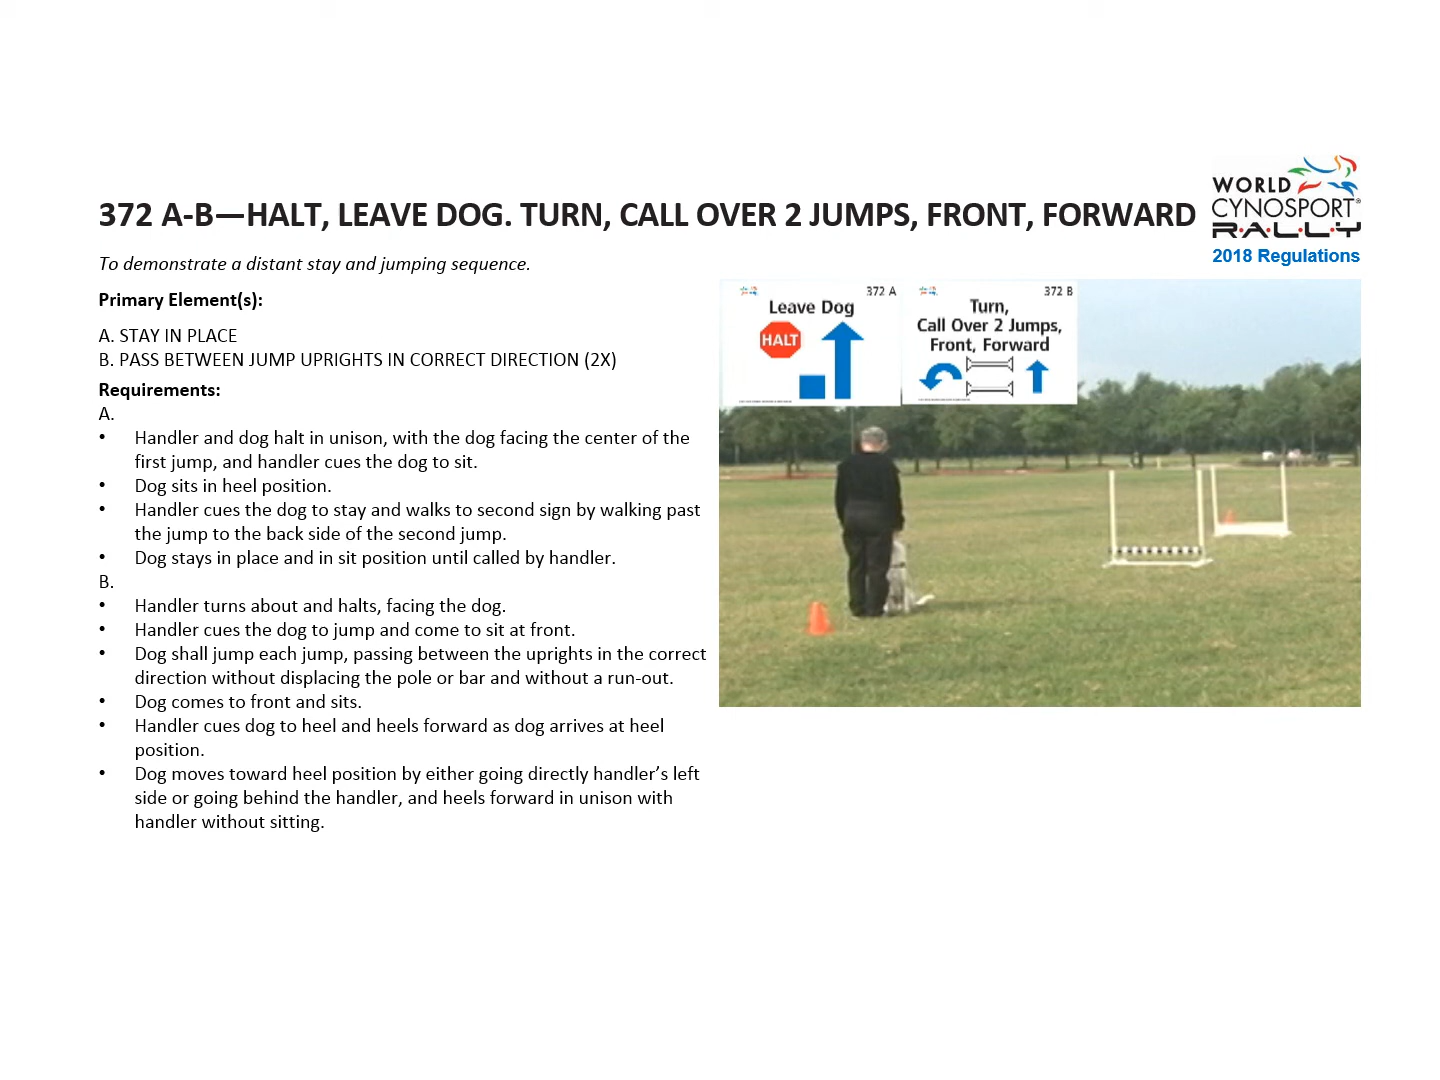 WORLD
CYNOSPORT®
R·A·L·L·Y
372 A-B—HALT, LEAVE DOG. TURN, CALL OVER 2 JUMPS, FRONT, FORWARD
2018 Regulations
To demonstrate a distant stay and jumping sequence.
Primary Element(s):
A. STAY IN PLACE
B. PASS BETWEEN JUMP UPRIGHTS IN CORRECT DIRECTION (2X)
Requirements:
A.
• Handler and dog halt in unison, with the dog facing the center of the
first jump, and handler cues the dog to sit.
• Dog sits in heel position.
• Handler cues the dog to stay and walks to second sign by walking past
the jump to the back side of the second jump.
• Dog stays in place and in sit position until called by handler.
B.
• Handler turns about and halts, facing the dog.
• Handler cues the dog to jump and come to sit at front.
• Dog shall jump each jump, passing between the uprights in the correct
direction without displacing the pole or bar and without a run-out.
• Dog comes to front and sits.
• Handler cues dog to heel and heels forward as dog arrives at heel
position.
• Dog moves toward heel position by either going directly handler’s left
side or going behind the handler, and heels forward in unison with
handler without sitting.
372 A
Leave Dog
HALT
372 B
Turn,
Call Over 2 Jumps,
Front, Forward